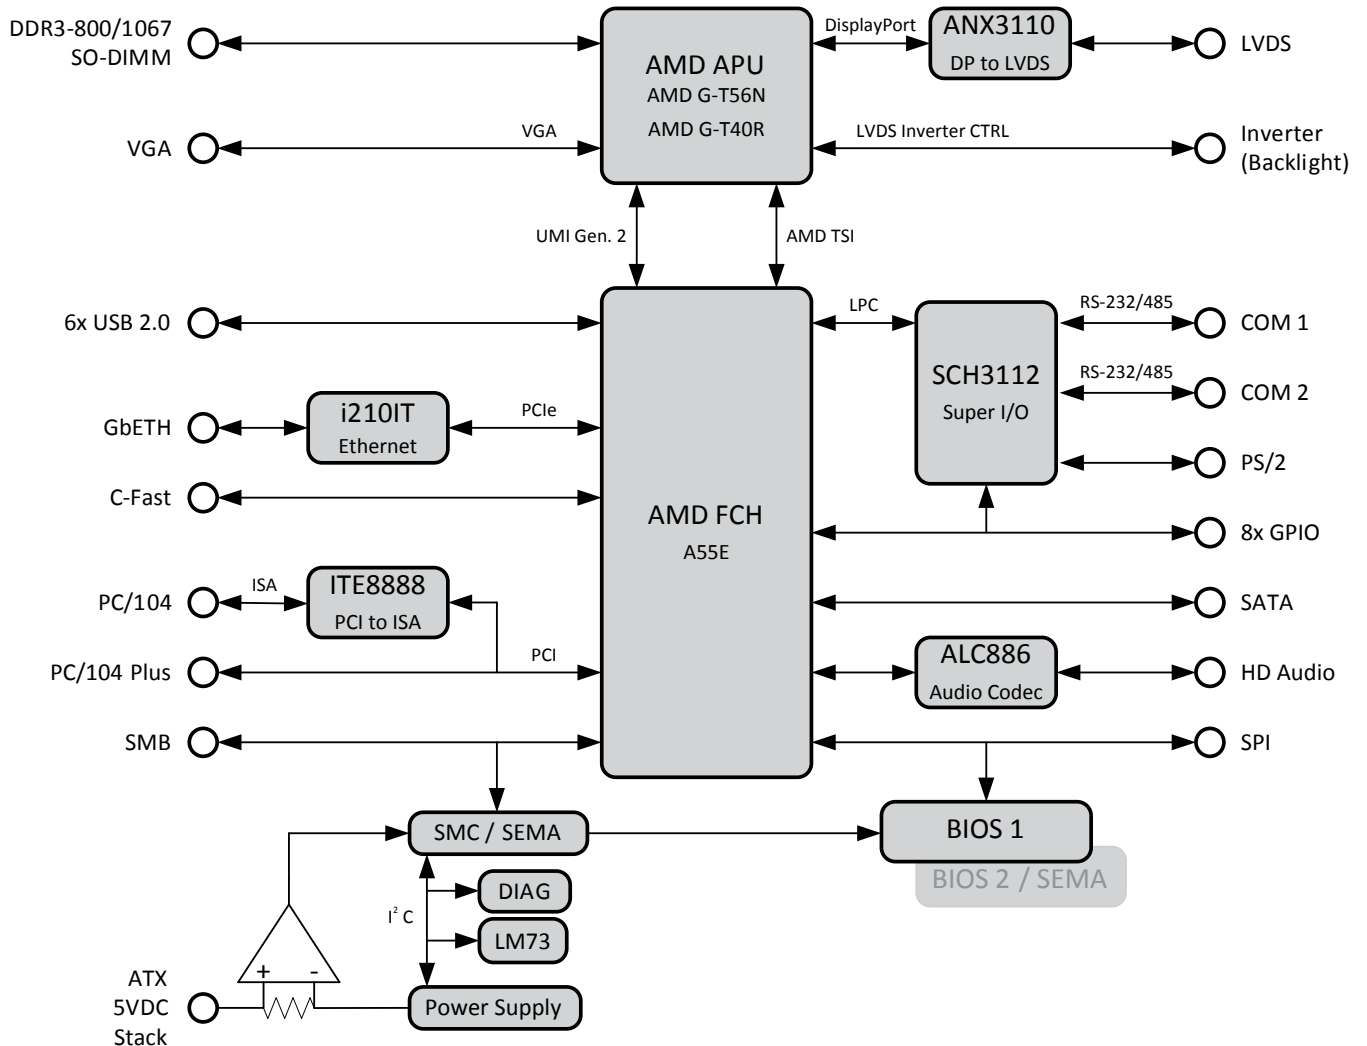 DDR3-800/1067
SO-DIMM
AMD APU
AMD G-T56N
AMD G-T40R
DisplayPort
ANX3110
DP to LVDS
LVDS
VGA
VGA
LVDS Inverter CTRL
Inverter
(Backlight)
UMI Gen. 2
AMD TSI
6x USB 2.0
LPC
RS-232/485
COM 1
SCH3112
Super I/O
RS-232/485
COM 2
GbETH
i210IT
Ethernet
PCIe
PS/2
C-Fast
AMD FCH
A55E
8x GPIO
PC/104
ISA
ITE8888
PCI to ISA
SATA
PC/104 Plus
PCI
ALC886
Audio Codec
HD Audio
SMB
SPI
SMC / SEMA
BIOS 1
BIOS 2 / SEMA
DIAG
I² C
LM73
+ -
ATX
5VDC
Stack
Power Supply